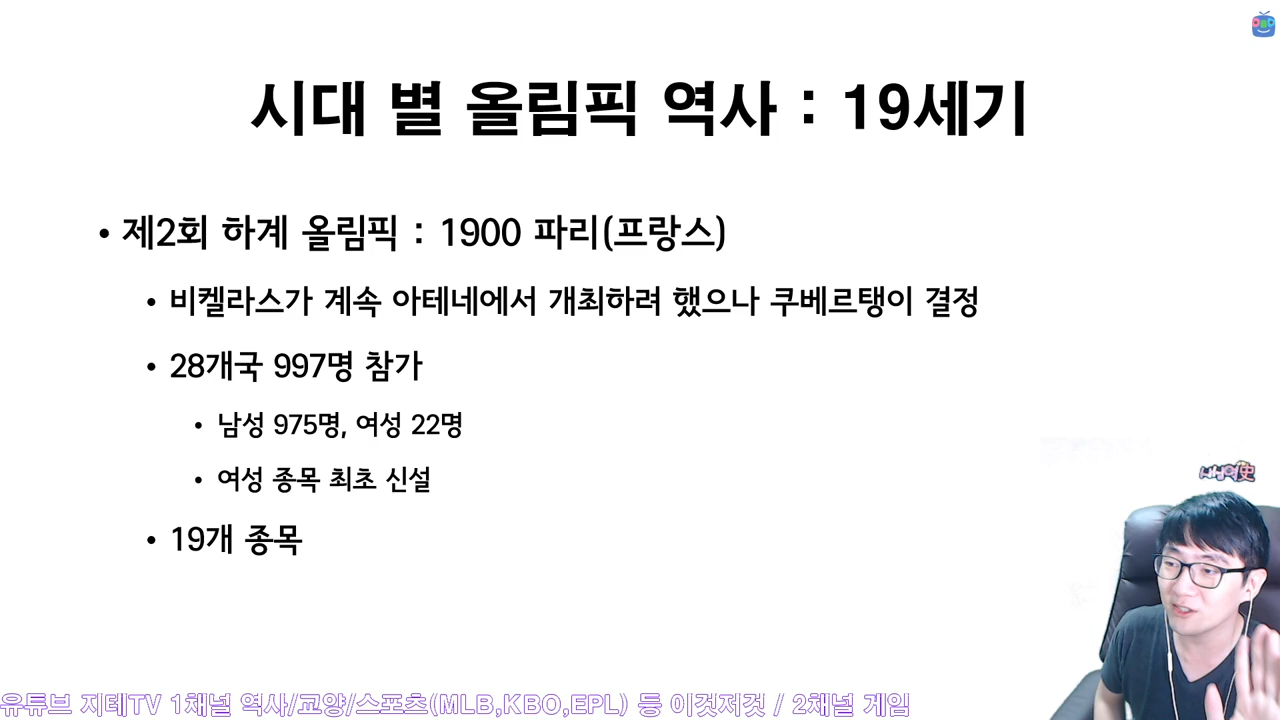 시대 별 올림픽 역사 : 19세기
• 제2회 하계 올림픽 : 1900 파리(프랑스)
• 비켈라스가 계속 아테네에서 개최하려 했으나 쿠베르탱이 결정
• 28개국 997명 참가
• 남성 975명, 여성 22명
• 여성 종목 최초 신설
• 19개 종목
유튜브 지테TV 1채널 역사/교양/스포츠(MLB,KBO,EPL) 등 이것저것 / 2채널 게임